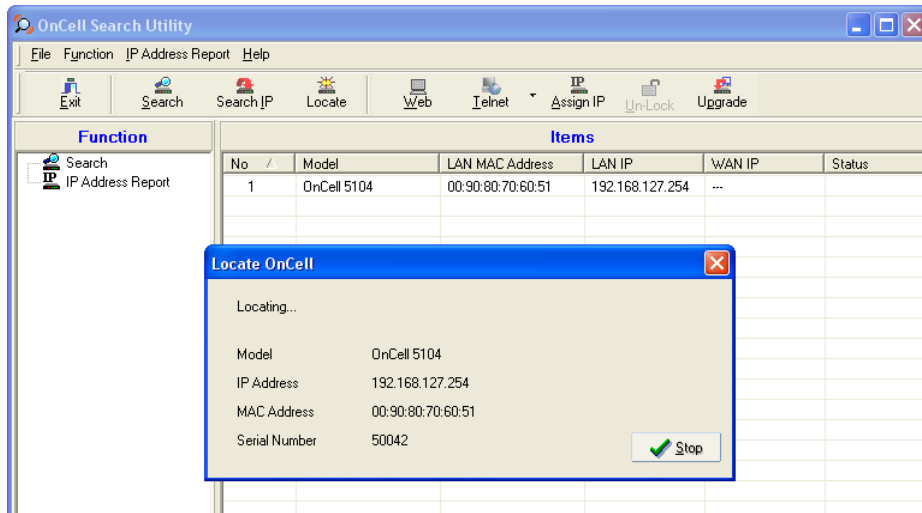 OnCell Search Utility
File Function IP Address Report Help
Exit Search Search IP Locate Web Telnet Assign IP Un-Lock Upgrade
Function
Search
IP Address Report
Items
No Model LAN MAC Address LAN IP WAN IP Status
1 OnCell 5104 00:90:80:70:60:51 192.168.127.254 ---
Locate OnCell
Locating...
Model OnCell 5104
IP Address 192.168.127.254
MAC Address 00:90:80:70:60:51
Serial Number 50042
Stop